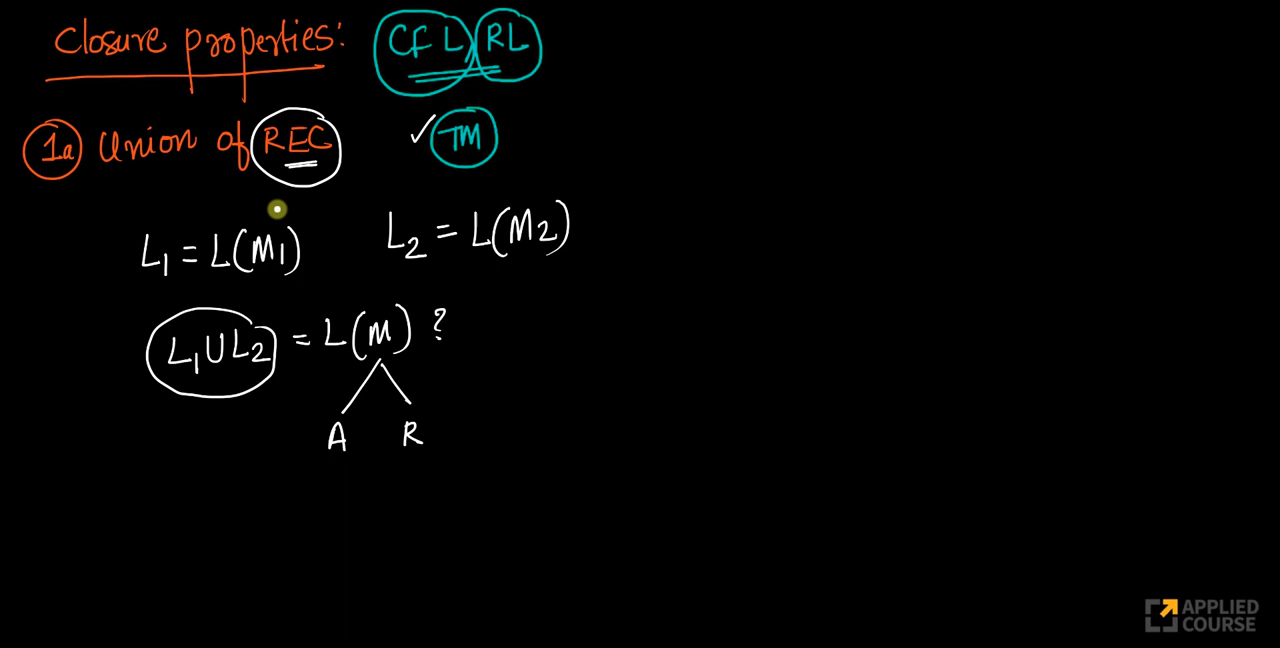 Closure properties: CFL RL
1a Union of REC ✓ TM
L₁ = L(M₁) L₂ = L(M₂)
L₁ U L₂ = L(M) ?
A R
APPLIED
COURSE